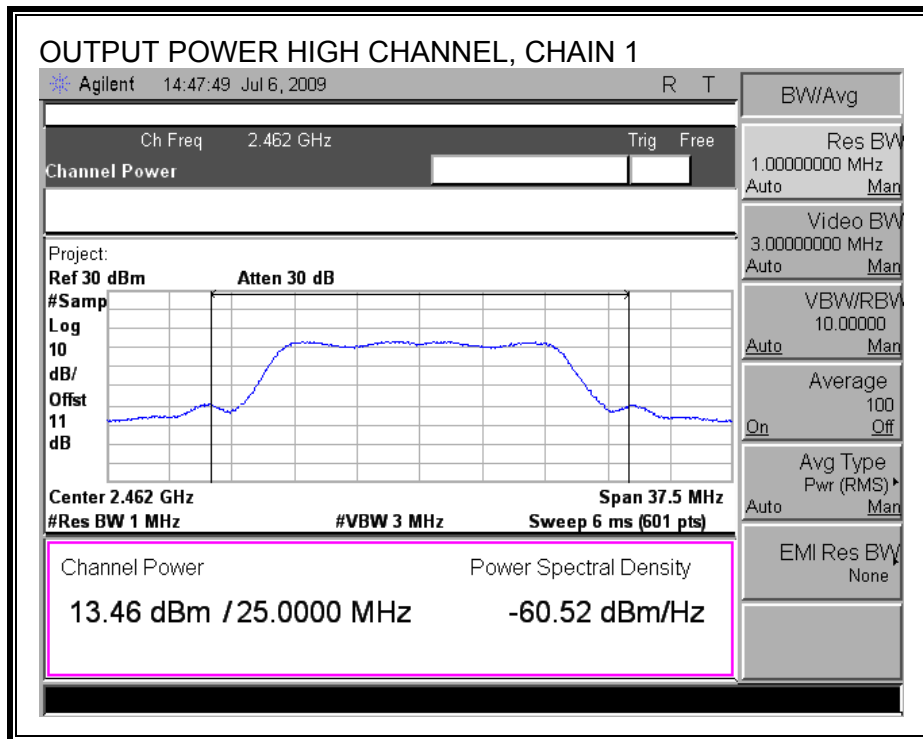 OUTPUT POWER HIGH CHANNEL, CHAIN 1
Agilent 14:47:49 Jul 6, 2009 R T
Ch Freq 2.462 GHz Trig Free
Channel Power
Project:
Ref 30 dBm Atten 30 dB
#Samp
Log
10
dB/
Offst
11
dB
Center 2.462 GHz Span 37.5 MHz
#Res BW 1 MHz #VBW 3 MHz Sweep 6 ms (601 pts)
Channel Power Power Spectral Density
13.46 dBm / 25.0000 MHz -60.52 dBm/Hz
BW/Avg
Res BW
1.00000000 MHz
Auto Man
Video BW
3.00000000 MHz
Auto Man
VBW/RBW
10.00000
Auto Man
Average
100
On Off
Avg Type
Pwr (RMS)
Auto Man
EMI Res BW
None